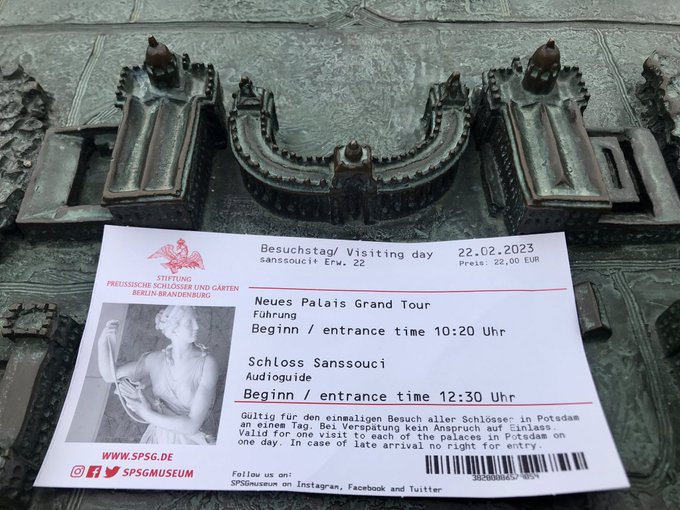 Besuchstag/ Visiting day 22.02.2023
sanssouci+ Erw. 22 Preis: 22,00 EUR
STIFTUNG
PREUSSISCHE SCHLÖSSER UND GÄRTEN
BERLIN-BRANDENBURG
Neues Palais Grand Tour
Führung
Beginn / entrance time 10:20 Uhr
Schloss Sanssouci
Audioguide
Beginn / entrance time 12:30 Uhr
Gültig für den einmaligen Besuch aller Schlösser in Potsdam
an einem Tag. Bei Verspätung kein Anspruch auf Einlass.
Valid for one visit to each of the palaces in Potsdam on
one day. In case of late arrival no right for entry.
WWW.SPSG.DE
SPSGMUSEUM
Follow us on:
SPSGmuseum on Instagram, Facebook and Twitter